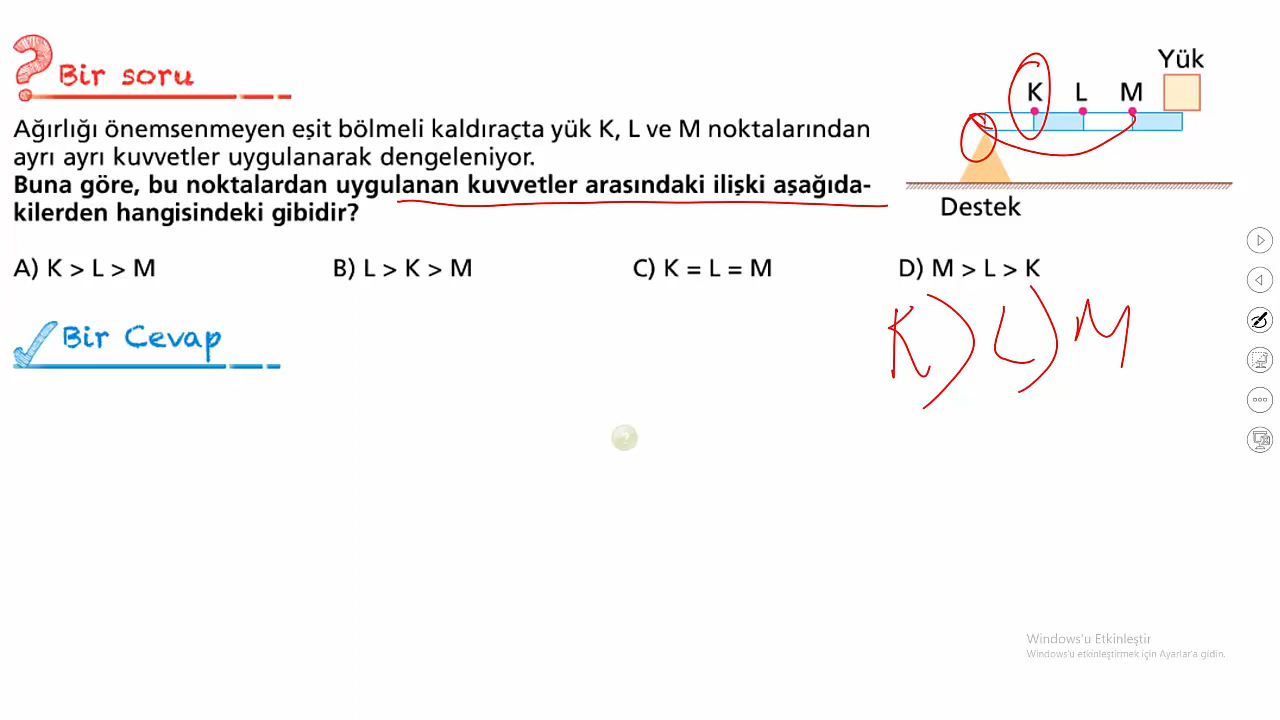 Bir soru
Ağırlığı önemsenmeyen eşit bölmeli kaldıraçta yük K, L ve M noktalarından
ayrı ayrı kuvvetler uygulanarak dengeleniyor.
Buna göre, bu noktalardan uygulanan kuvvetler arasındaki ilişki aşağıda-
kilerden hangisindeki gibidir?
Yük
K L M
Destek
A) K > L > M B) L > K > M C) K = L = M D) M > L > K
K > L > M
Bir Cevap
?
Windows'u Etkinleştir
Windows'u etkinleştirmek için Ayarlar'a gidin.